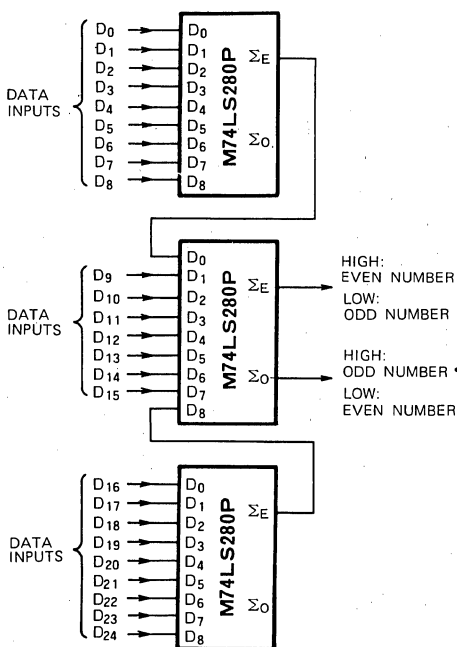 D0 D0
D1 D1
D2 D2 ΣE
D3 D3
DATA INPUTS D4 D4 M74LS280P
D5 D5
D6 D6 ΣO
D7 D7
D8 D8
D0
D9 D1
D10 D2 ΣE HIGH: EVEN NUMBER
D11 D3 LOW: ODD NUMBER
DATA INPUTS D12 D4 M74LS280P
D13 D5
D14 D6 ΣO HIGH: ODD NUMBER
D15 D7 LOW: EVEN NUMBER
D8
D16 D0
D17 D1 ΣE
D18 D2
D19 D3
DATA INPUTS D20 D4 M74LS280P
D21 D5
D22 D6 ΣO
D23 D7
D24 D8